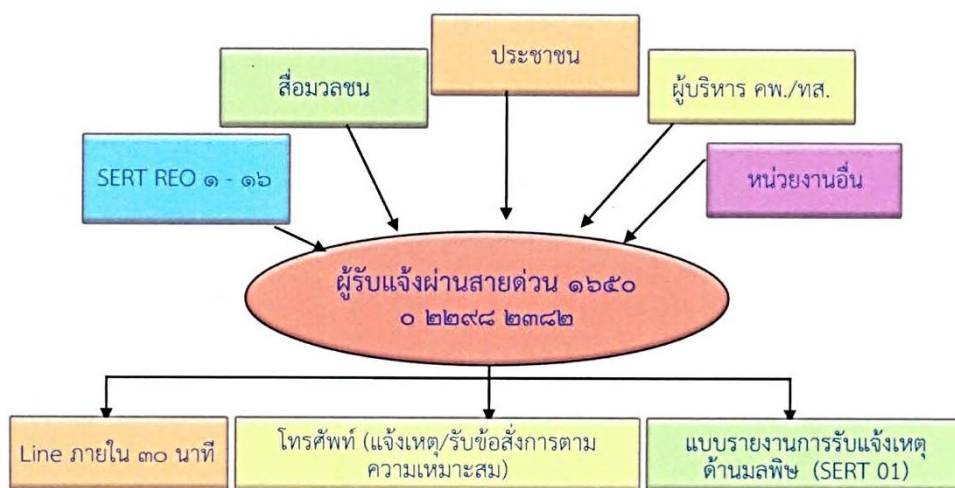 ประชาชน
สื่อมวลชน
ผู้บริหาร คพ./ทส.
SERT REO ๑ - ๑๖
หน่วยงานอื่น
ผู้รับแจ้งผ่านสายด่วน ๑๖๕๐
๐ ๒๒๙๘ ๒๓๘๒
Line ภายใน ๓๐ นาที
โทรศัพท์ (แจ้งเหตุ/รับข้อสั่งการตาม
ความเหมาะสม)
แบบรายงานการรับแจ้งเหตุ
ด้านมลพิษ (SERT 01)